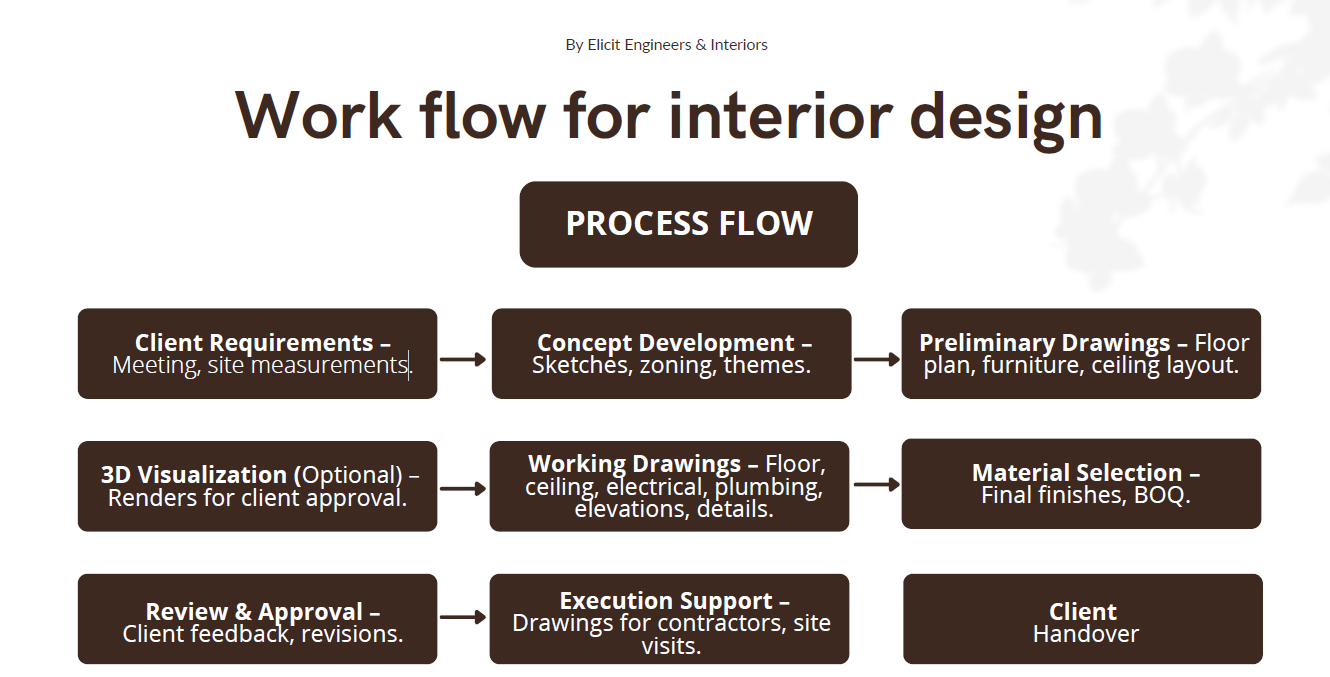 By Elicit Engineers & Interiors
Work flow for interior design
PROCESS FLOW
Client Requirements –
Meeting, site measurements.
Concept Development –
Sketches, zoning, themes.
Preliminary Drawings – Floor
plan, furniture, ceiling layout.
3D Visualization (Optional) –
Renders for client approval.
Working Drawings – Floor,
ceiling, electrical, plumbing,
elevations, details.
Material Selection –
Final finishes, BOQ.
Review & Approval –
Client feedback, revisions.
Execution Support –
Drawings for contractors, site
visits.
Client
Handover